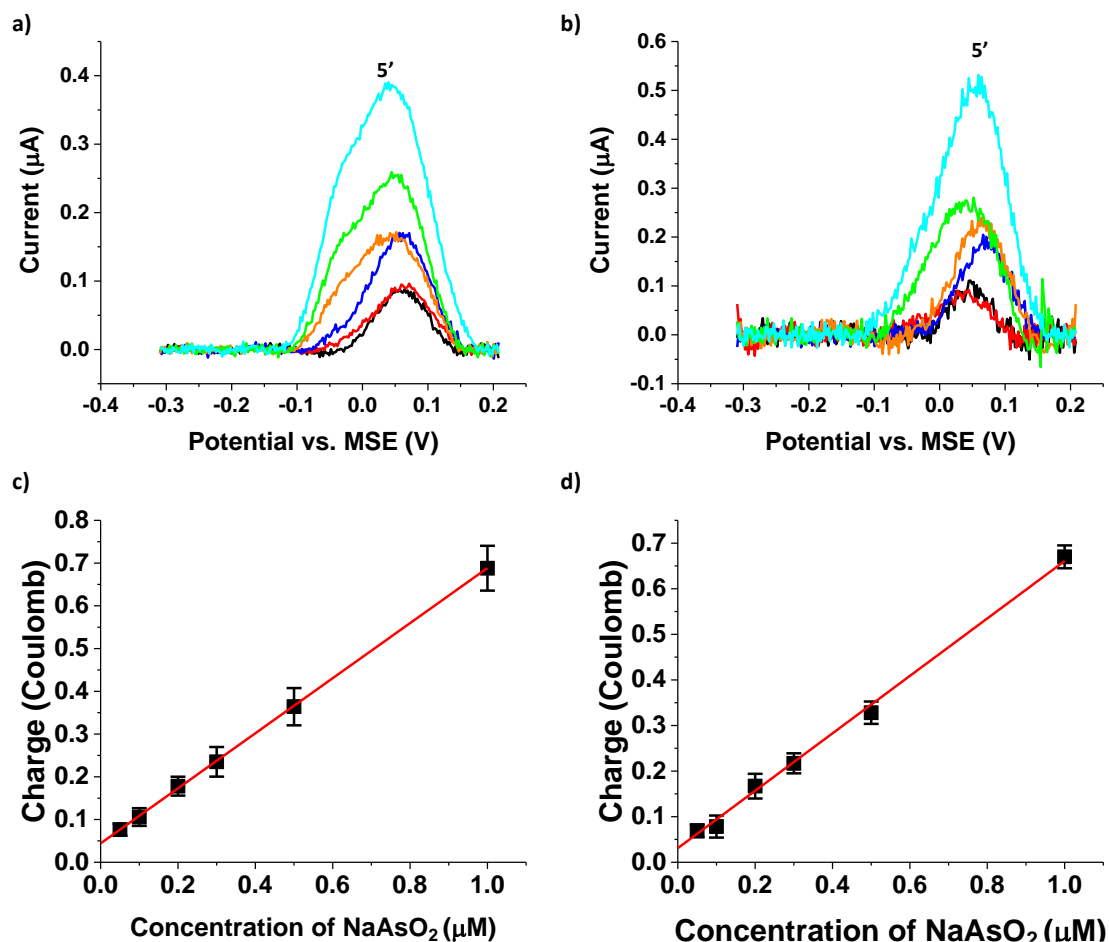 a)
5’
0.4
0.3
0.2
0.1
0.0
Current (μA)
-0.4 -0.3 -0.2 -0.1 0.0 0.1 0.2
Potential vs. MSE (V)
b)
5’
0.6
0.5
0.4
0.3
0.2
0.1
0.0
-0.1
Current (μA)
-0.4 -0.3 -0.2 -0.1 0.0 0.1 0.2
Potential vs. MSE (V)
c)
0.8
0.7
0.6
0.5
0.4
0.3
0.2
0.1
0.0
Charge (Coulomb)
0.0 0.2 0.4 0.6 0.8 1.0
Concentration of NaAsO₂ (μM)
d)
0.7
0.6
0.5
0.4
0.3
0.2
0.1
0.0
Charge (Coulomb)
0.0 0.2 0.4 0.6 0.8 1.0
Concentration of NaAsO₂ (μM)